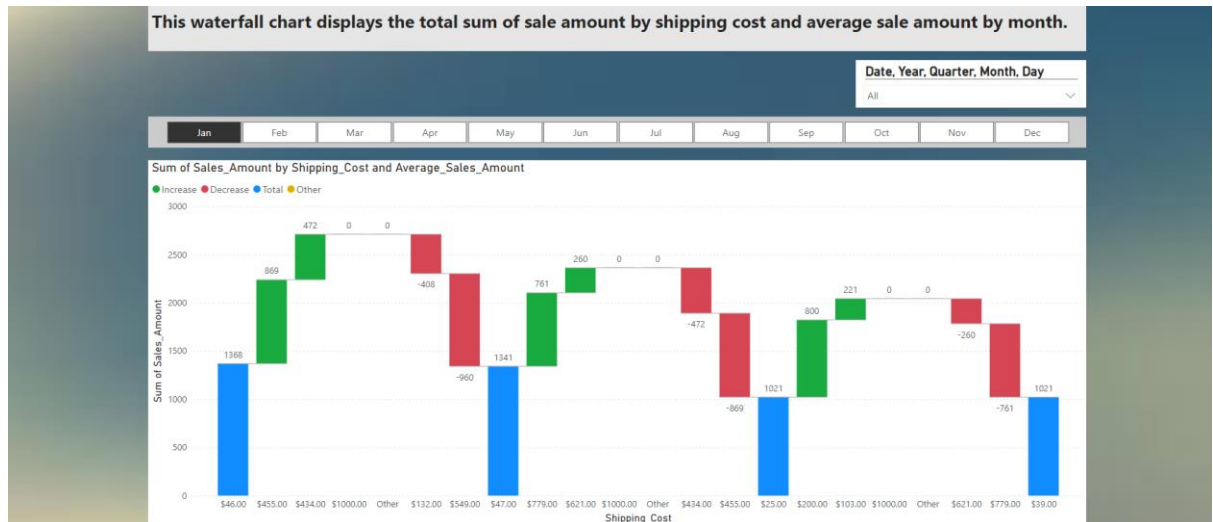 This waterfall chart displays the total sum of sale amount by shipping cost and average sale amount by month.
Date, Year, Quarter, Month, Day
All
Jan Feb Mar Apr May Jun Jul Aug Sep Oct Nov Dec
Sum of Sales_Amount by Shipping_Cost and Average_Sales_Amount
Increase Decrease Total Other
3000
472 0 0
2500
869 260 0 0
-408 761
2000
221 0 0
-472 800
-260
1500
1368 1341
-960
1021 1021
1000
-869 -761
500
0
Sum of Sales_Amount
$46.00 $455.00 $434.00 $1000.00 Other $132.00 $549.00 $47.00 $779.00 $621.00 $1000.00 Other $434.00 $455.00 $25.00 $200.00 $103.00 $1000.00 Other $621.00 $779.00 $39.00
Shipping_Cost